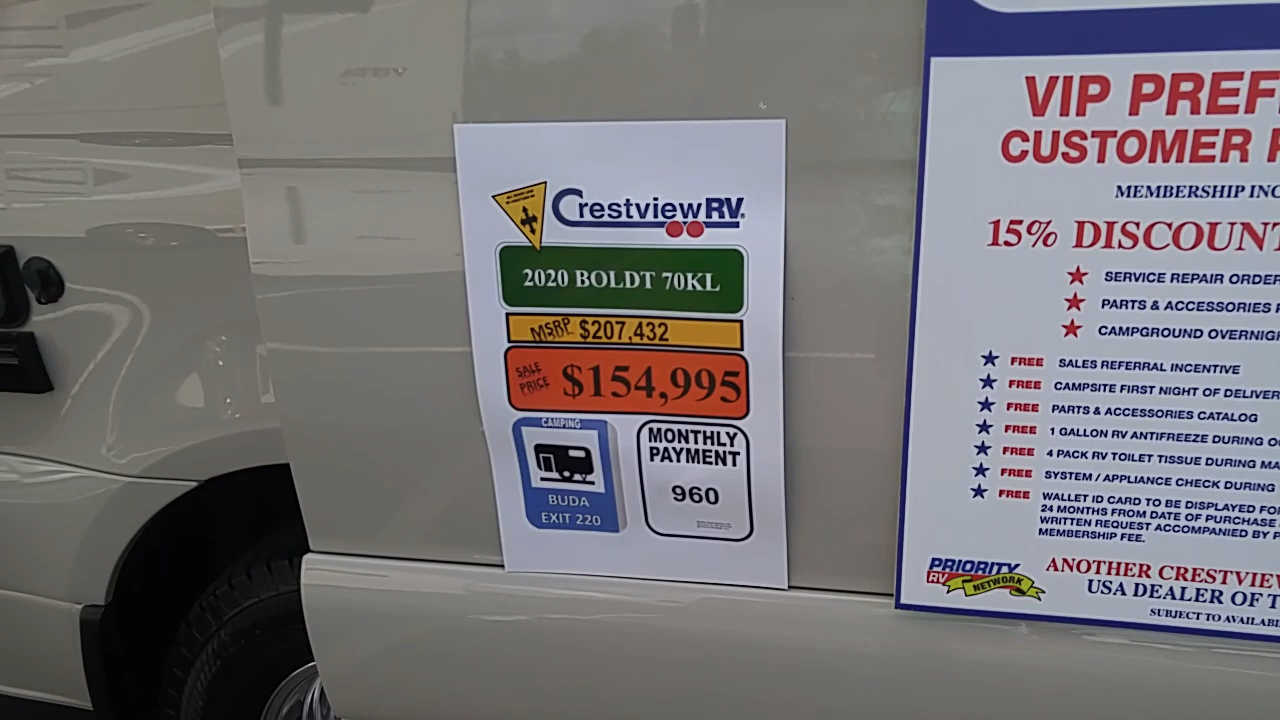 Crestview RV
2020 BOLDT 70KL
MSRP $207,432
SALE PRICE $154,995
CAMPING
BUDA
EXIT 220
MONTHLY
PAYMENT
960
VIP PREF
CUSTOMER
MEMBERSHIP INC
15% DISCOUNT
SERVICE REPAIR ORDER
PARTS & ACCESSORIES
CAMPGROUND OVERNIGH
FREE SALES REFERRAL INCENTIVE
FREE CAMPSITE FIRST NIGHT OF DELIVER
FREE PARTS & ACCESSORIES CATALOG
FREE 1 GALLON RV ANTIFREEZE DURING
FREE 4 PACK RV TOILET TISSUE DURING MA
FREE SYSTEM / APPLIANCE CHECK DURING
FREE WALLET ID CARD TO BE DISPLAYED FO
24 MONTHS FROM DATE OF PURCHASE
WRITTEN REQUEST ACCOMPANIED BY
MEMBERSHIP FEE.
PRIORITY
RV NETWORK
ANOTHER CRESTVIEW
USA DEALER OF T
SUBJECT TO AVAILABI